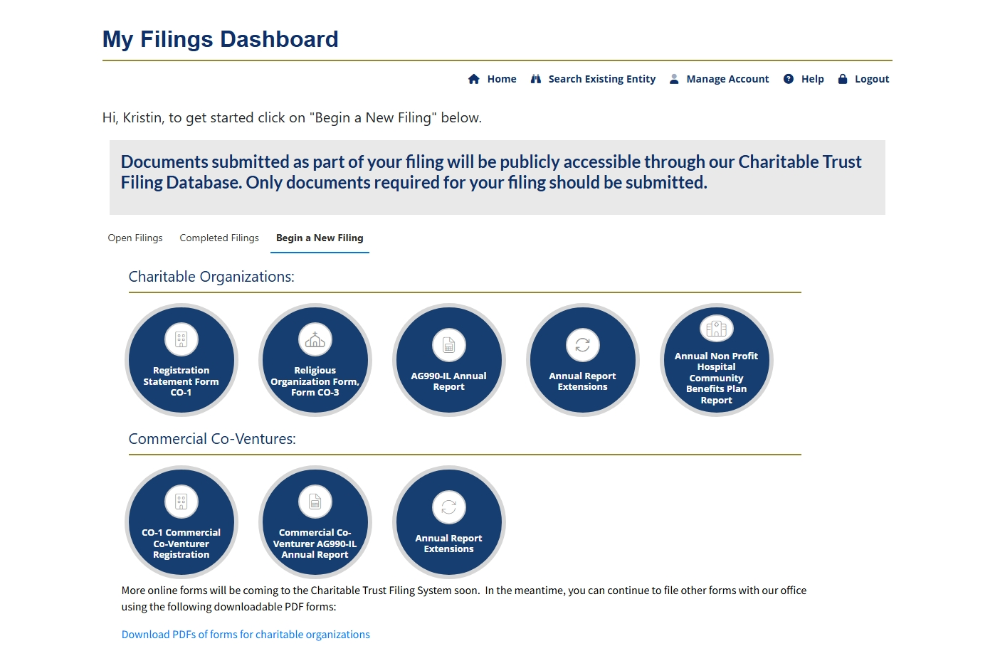 My Filings Dashboard
Home Search Existing Entity Manage Account Help Logout
Hi, Kristin, to get started click on "Begin a New Filing" below.
Documents submitted as part of your filing will be publicly accessible through our Charitable Trust
Filing Database. Only documents required for your filing should be submitted.
Open Filings Completed Filings Begin a New Filing
Charitable Organizations:
Registration
Statement Form
CO-1
Religious
Organization Form,
Form CO-3
AG990-IL Annual
Report
Annual Report
Extensions
Annual Non Profit
Hospital
Community
Benefits Plan
Report
Commercial Co-Ventures:
CO-1 Commercial
Co-Venturer
Registration
Commercial Co-
Venturer AG990-IL
Annual Report
Annual Report
Extensions
More online forms will be coming to the Charitable Trust Filing System soon.  In the meantime, you can continue to file other forms with our office
using the following downloadable PDF forms:
Download PDFs of forms for charitable organizations